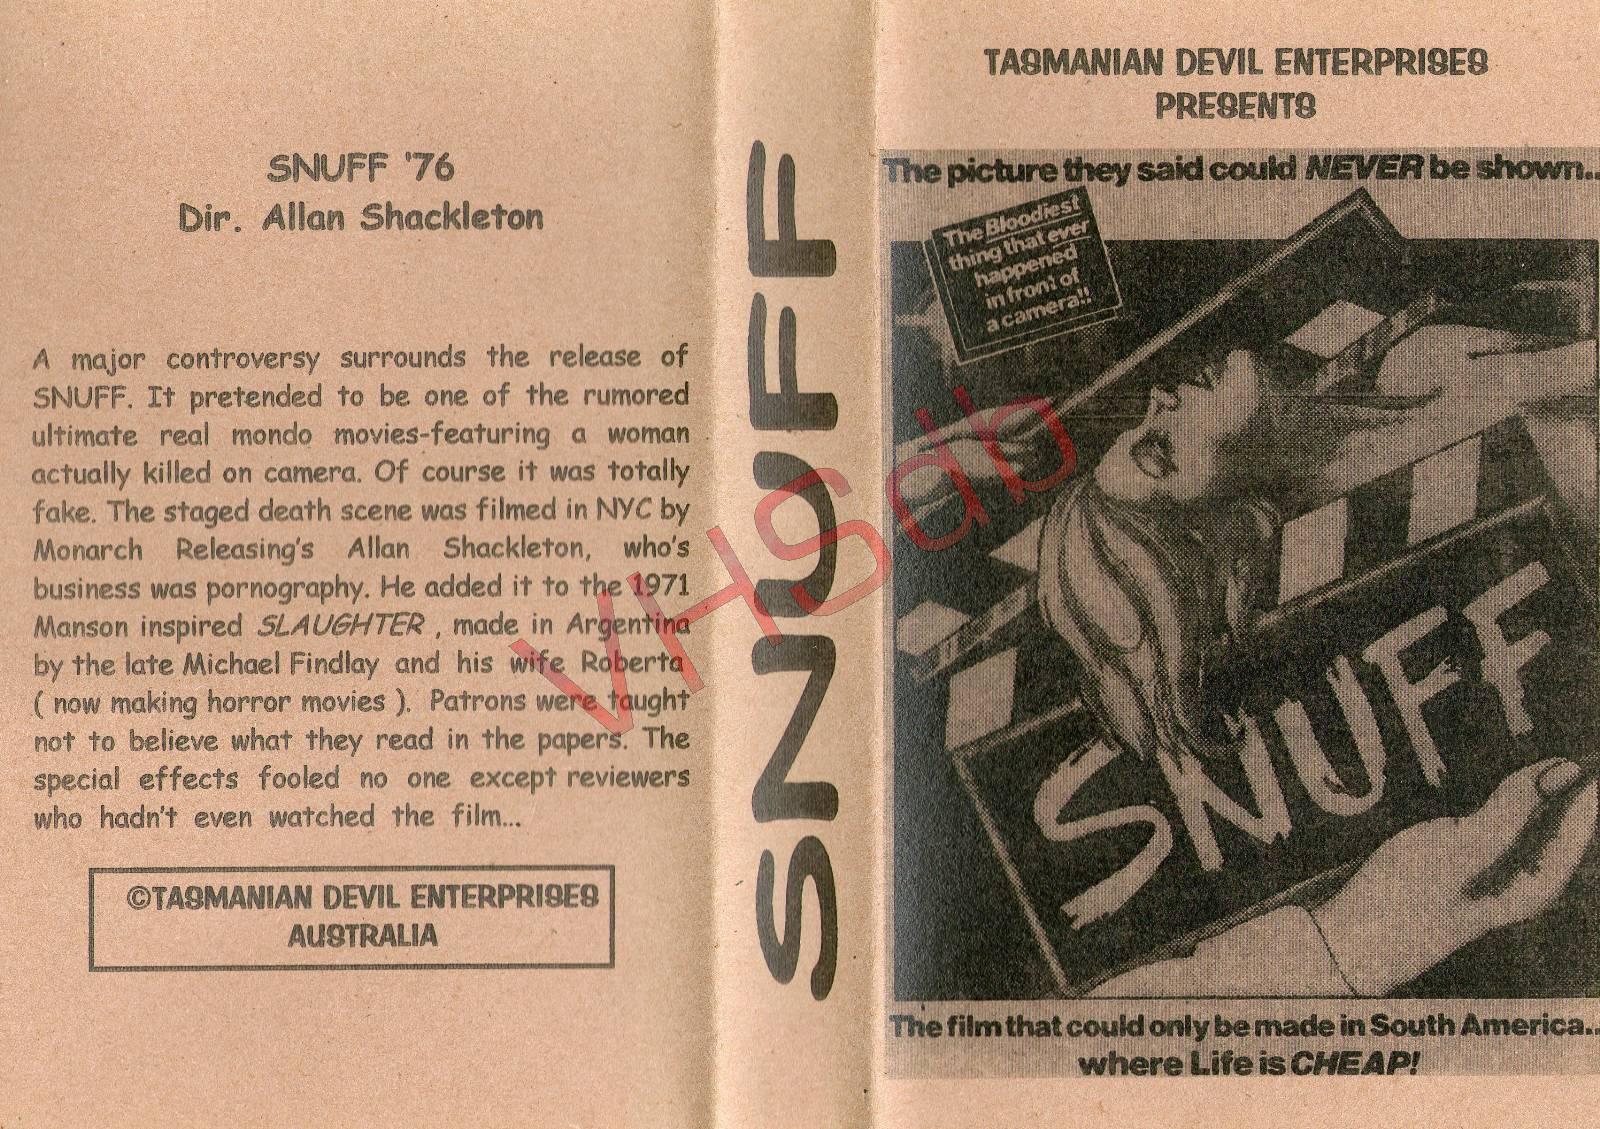 SNUFF '76
Dir. Allan Shackleton
A major controversy surrounds the release of
SNUFF. It pretended to be one of the rumored
ultimate real mondo movies-featuring a woman
actually killed on camera. Of course it was totally
fake. The staged death scene was filmed in NYC by
Monarch Releasing's Allan Shackleton, who's
business was pornography. He added it to the 1971
Manson inspired SLAUGHTER , made in Argentina
by the late Michael Findlay and his wife Roberta
( now making horror movies ). Patrons were taught
not to believe what they read in the papers. The
special effects fooled no one except reviewers
who hadn't even watched the film...
©TASMANIAN DEVIL ENTERPRISES
AUSTRALIA
SNUFF
TASMANIAN DEVIL ENTERPRISES
PRESENTS
The picture they said could NEVER be shown..
The Bloodiest
thing that ever
happened
in front of
a camera!!
SNUFF
The film that could only be made in South America..
where Life is CHEAP!
VHSdb